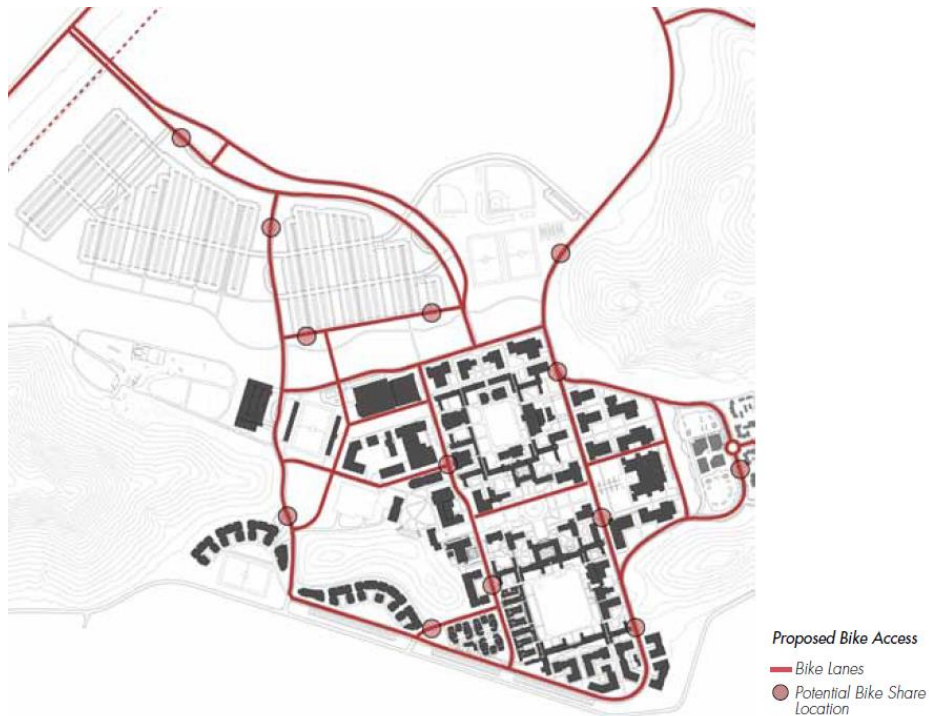 Proposed Bike Access
Bike Lanes
Potential Bike Share
Location